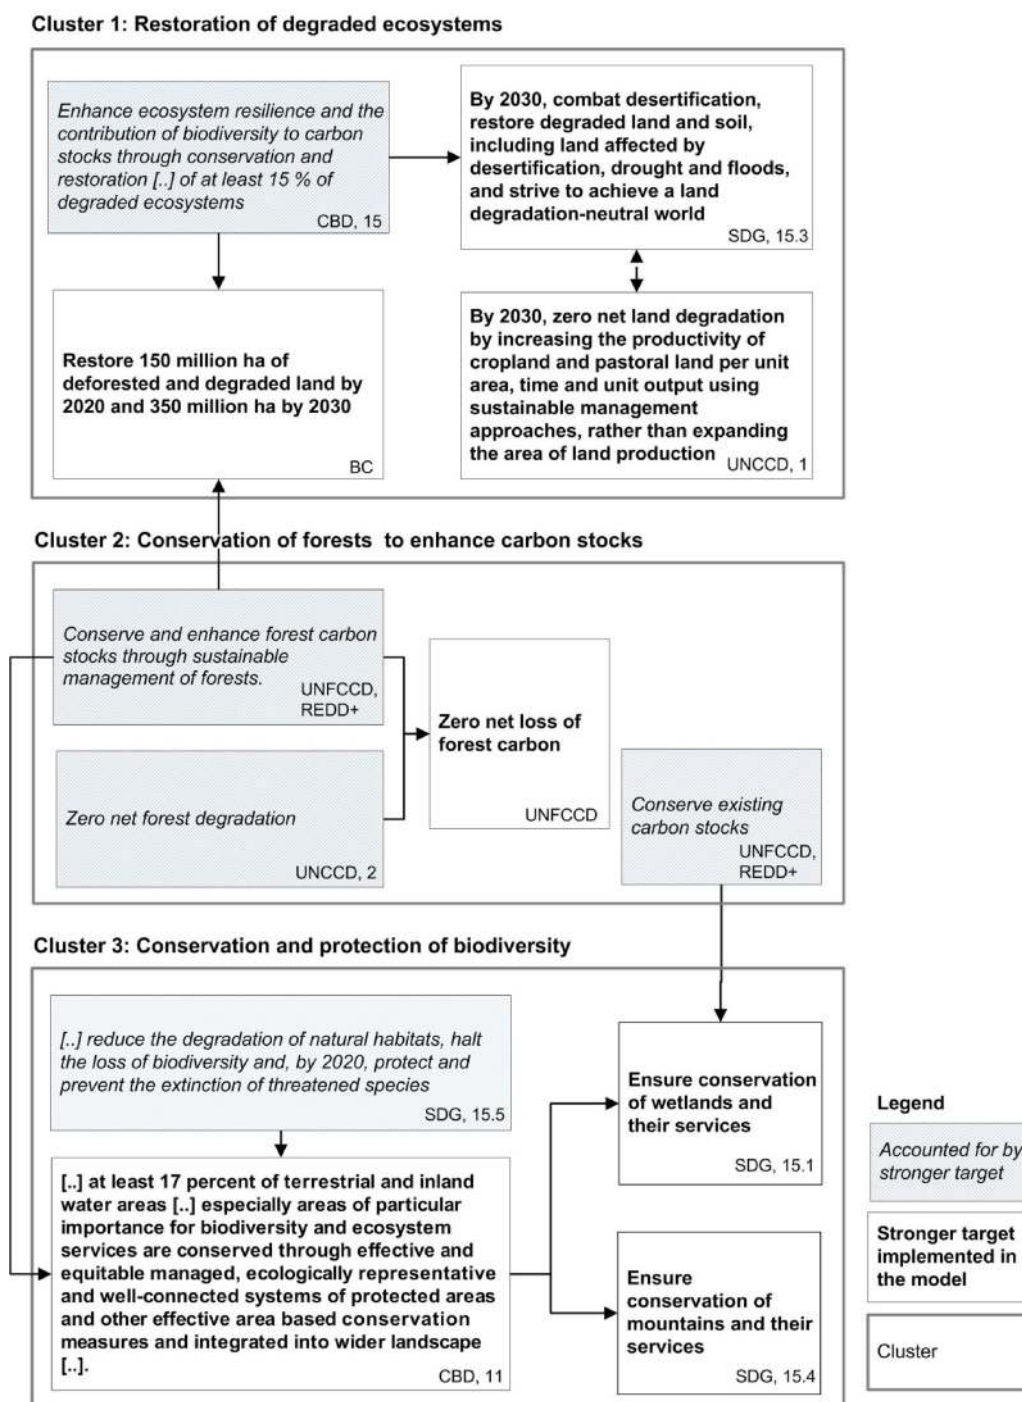 Cluster 1: Restoration of degraded ecosystems
Enhance ecosystem resilience and the
contribution of biodiversity to carbon
stocks through conservation and
restoration [..] of at least 15 % of
degraded ecosystems
CBD, 15
By 2030, combat desertification,
restore degraded land and soil,
including land affected by
desertification, drought and floods,
and strive to achieve a land
degradation-neutral world
SDG, 15.3
Restore 150 million ha of
deforested and degraded land by
2020 and 350 million ha by 2030
BC
By 2030, zero net land degradation
by increasing the productivity of
cropland and pastoral land per unit
area, time and unit output using
sustainable management
approaches, rather than expanding
the area of land production
UNCCD, 1
Cluster 2: Conservation of forests to enhance carbon stocks
Conserve and enhance forest carbon
stocks through sustainable
management of forests.
UNFCCD,
REDD+
Zero net forest degradation
UNCCD, 2
Zero net loss of
forest carbon
UNFCCD
Conserve existing
carbon stocks
UNFCCD,
REDD+
Cluster 3: Conservation and protection of biodiversity
[..] reduce the degradation of natural habitats, halt
the loss of biodiversity and, by 2020, protect and
prevent the extinction of threatened species
SDG, 15.5
[..] at least 17 percent of terrestrial and inland
water areas [..] especially areas of particular
importance for biodiversity and ecosystem
services are conserved through effective and
equitable managed, ecologically representative
and well-connected systems of protected areas
and other effective area based conservation
measures and integrated into wider landscape
[..].
CBD, 11
Ensure conservation
of wetlands and
their services
SDG, 15.1
Ensure
conservation of
mountains and their
services
SDG, 15.4
Legend
Accounted for by
stronger target
Stronger target
implemented in
the model
Cluster